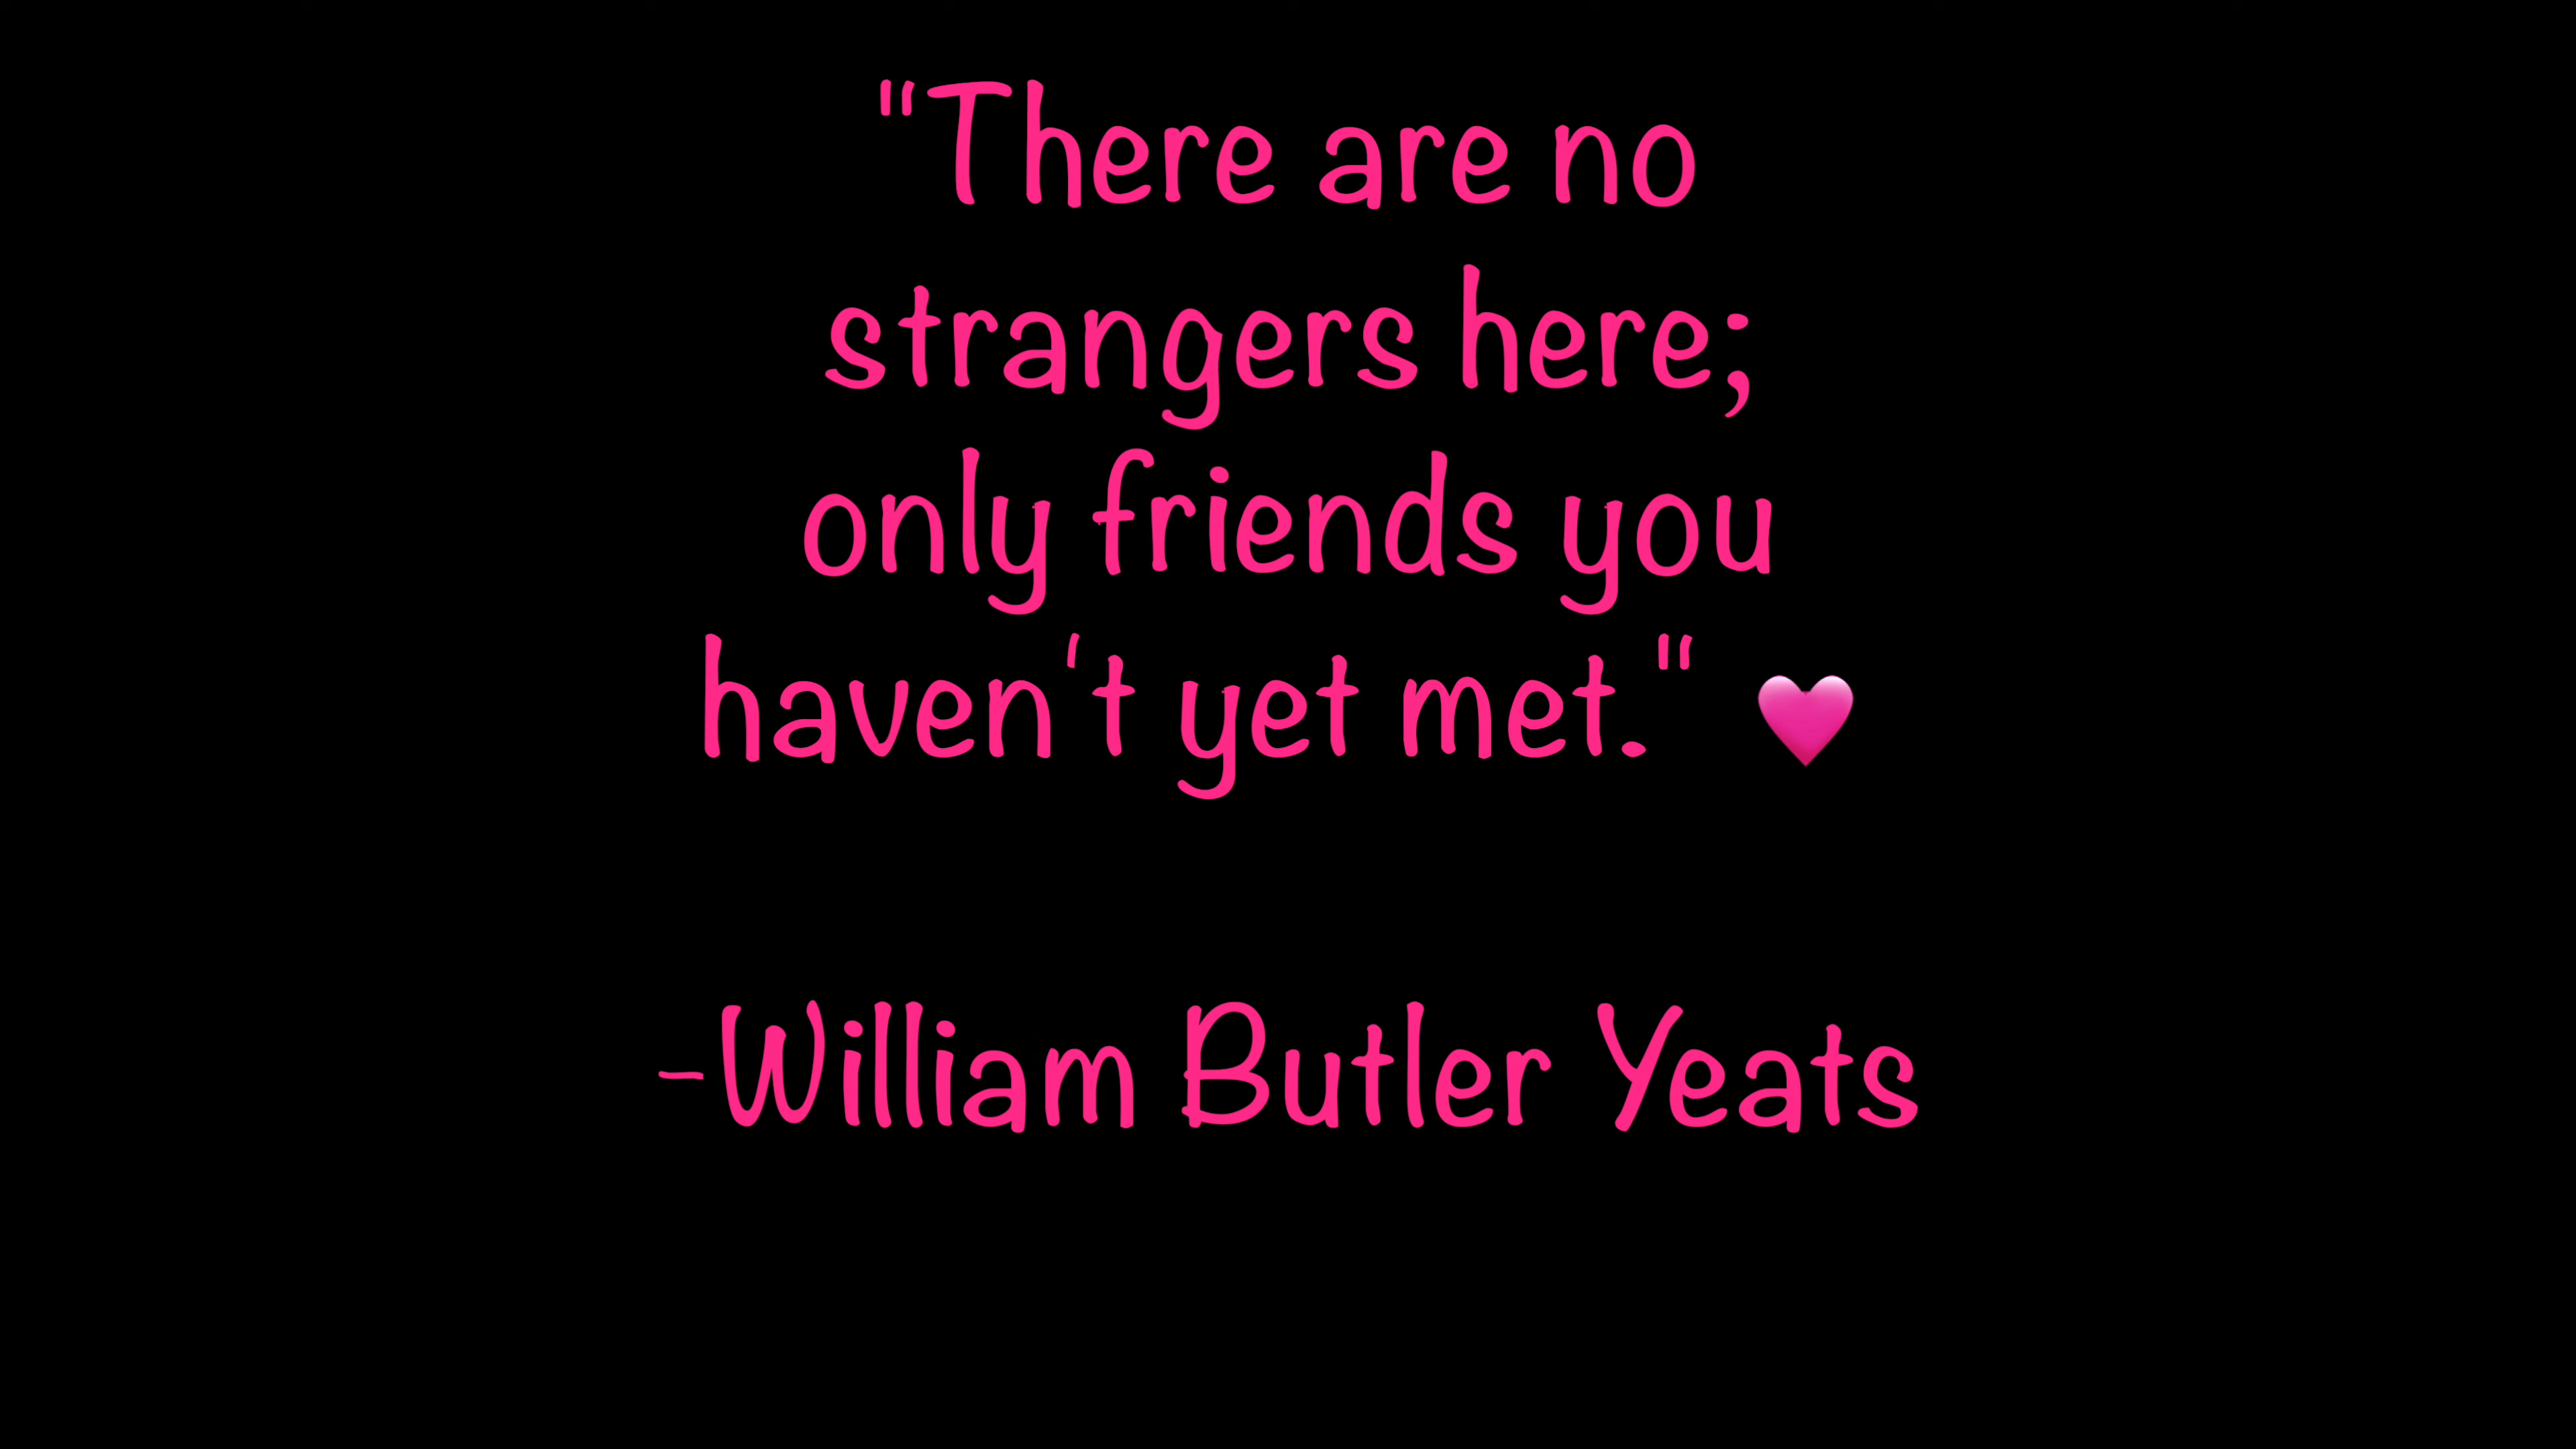 "There are no
strangers here;
only friends you
haven't yet met." 🩷
-William Butler Yeats